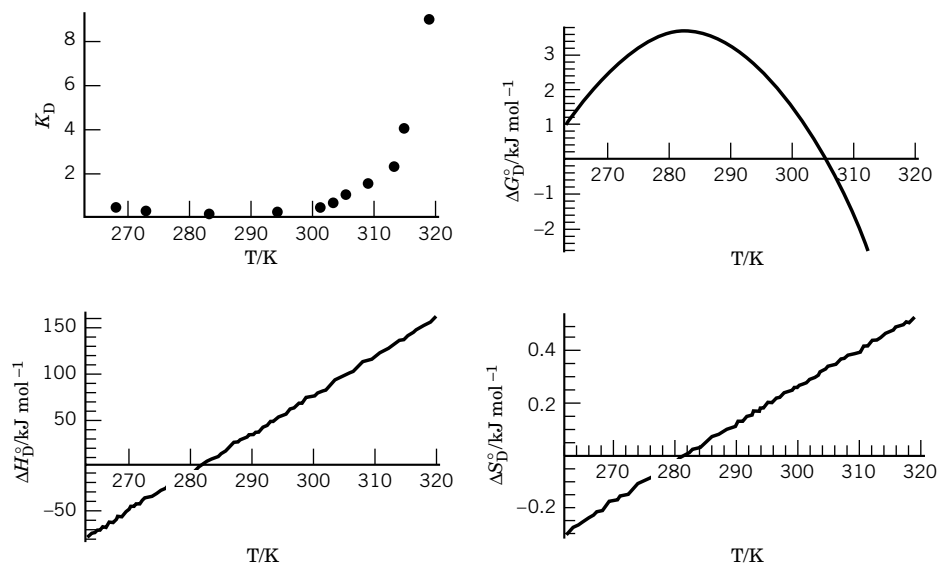 8
6
4
2
K_D
270 280 290 300 310 320
T/K
3
2
1
−1
−2
ΔG°_D/kJ mol⁻¹
270 280 290 300 310 320
T/K
150
100
50
−50
ΔH°_D/kJ mol⁻¹
270 280 290 300 310 320
T/K
0.4
0.2
−0.2
ΔS°_D/kJ mol⁻¹
270 280 290 300 310 320
T/K